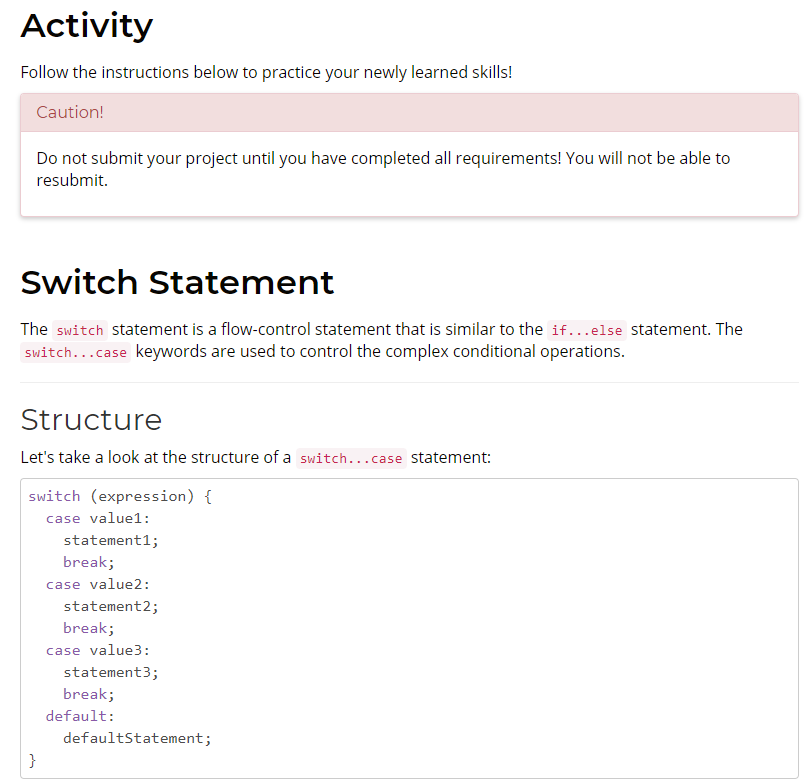 Activity
Follow the instructions below to practice your newly learned skills!
Caution!
Do not submit your project until you have completed all requirements! You will not be able to
resubmit.
Switch Statement
The switch statement is a flow-control statement that is similar to the if...else statement. The
switch...case keywords are used to control the complex conditional operations.
Structure
Let's take a look at the structure of a switch...case statement:
switch (expression) {
  case value1:
    statement1;
    break;
  case value2:
    statement2;
    break;
  case value3:
    statement3;
    break;
  default:
    defaultStatement;
}